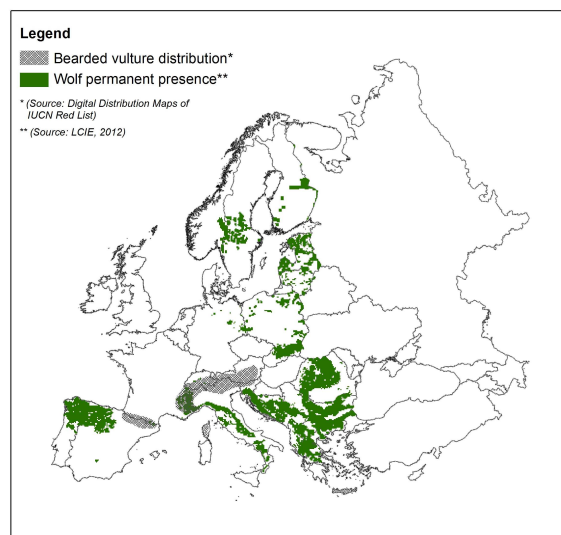 Legend
Bearded vulture distribution*
Wolf permanent presence**
* (Source: Digital Distribution Maps of
IUCN Red List)
** (Source: LCIE, 2012)